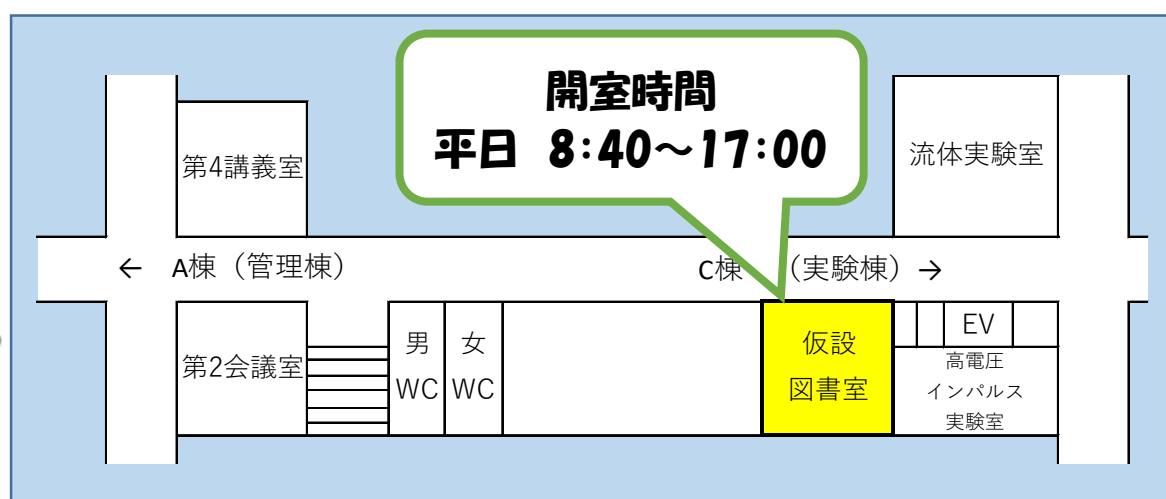 開室時間
平日 8:40～17:00
第4講義室
流体実験室
← A棟（管理棟）
C棟 （実験棟）→
第2会議室
男
WC
女
WC
仮設
図書室
EV
高電圧
インパルス
実験室